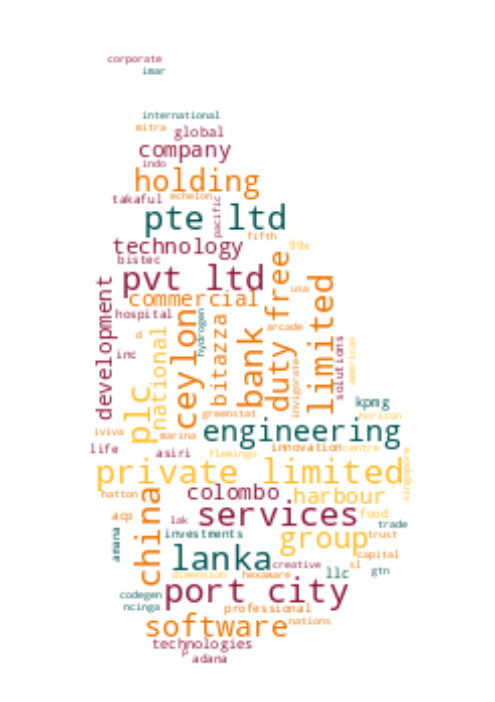 corporate
imar
international
mitra
global
company
indo
holding
echelon
takaful
pacific
pte ltd
fifth
technology
99x
bistec
pvt ltd
duty free
usa
commercial
limited
development
hospital
ceylon
hydrogen
bitazza
bank
arcade
national
d
solutions
americas
inc
invigorate
plc
kpmg
greenstat
horizon
iviva
marina
engineering
life
asiri
flamingo
innovation
centre
private limited
singapore
hatton
colombo
harbour
china
acp
lak
services
food
trade
amana
investments
group
trust
lanka
capital
creative
sl
dimension
hexaware
llc
gtn
codegen
port city
ncinga
professional
software
nations
technologies
p
adana